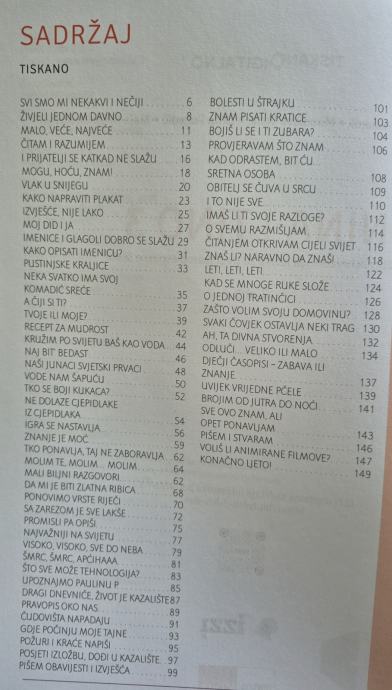 SADRŽAJ
TISKANO
SVI SMO MI NEKAKVI I NEČIJI 6
ŽIVJELI JEDNOM DAVNO 8
MALO, VEĆE, NAJVEĆE 11
ČITAM I RAZUMIJEM 13
I PRIJATELJI SE KATKAD NE SLAŽU 16
MOGU, HOĆU, ZNAM! 18
VLAK U SNIJEGU 20
KAKO NAPRAVITI PLAKAT 23
IZVJEŠĆE, NIJE LAKO 25
MOJ DID I JA 27
IMENICE I GLAGOLI DOBRO SE SLAŽU 29
KAKO OPISATI IMENICU? 31
PUSTINJSKE KRALJICE 33
NEKA SVATKO IMA SVOJ
KOMADIĆ SREĆE 35
A ČIJI SI TI? 37
TVOJE ILI MOJE? 39
RECEPT ZA MUDROST 42
KRUŽIM PO SVIJETU BAŠ KAO VODA 44
NAJ BIT BEDAST 46
NAŠI JUNACI SVJETSKI PRVACI 48
VODE NAM ŠAPUĆU 50
TKO SE BOJI KUKACA? 52
NE DOLAZE CJEPIDLAKE
IZ CJEPIDLAKA 54
IGRA SE NASTAVLJA 56
ZNANJE JE MOĆ 59
TKO PONAVLJA, TAJ NE ZABORAVLJA 62
MOLIM TE, MOLIM... MOLIM 64
MALI BILJNI RAZGOVORI 62
DA MI JE BITI ZLATNA RIBICA 68
PONOVIMO VRSTE RIJEČI 70
SA ZAREZOM JE SVE LAKŠE 72
PROMISLI PA OPIŠI 75
NAJVAŽNIJI NA SVIJETU 77
VISOKO, VISOKO, SVE DO NEBA 79
ŠMRC, ŠMRC, APĆIHAAA 81
ŠTO SVE MOŽE TEHNOLOGIJA? 83
UPOZNAJMO PAULINU P 85
DRAGI DNEVNIČE, ŽIVOT JE KAZALIŠTE 87
PRAVOPIS OKO NAS 89
ČUDOVIŠTA NAPADAJU 91
GDJE POČINJU MOJE TAJNE 93
POŽURI I KRAĆE NAPIŠI 95
POSJETI IZLOŽBU, DOĐI U KAZALIŠTE 97
PIŠEM OBAVIJESTI I IZVJEŠĆA 99
BOLESTI U ŠTRAJKU 101
ZNAM PISATI KRATICE 103
BOJIŠ LI SE I TI ZUBARA? 104
PROVJERAVAM ŠTO ZNAM 106
KAD ODRASTEM, BIT ĆU
SRETNA OSOBA 108
OBITELJ SE ČUVA U SRCU 109
I TO NIJE SVE 110
IMAŠ LI TI SVOJE RAZLOGE? 112
O SVEMU RAZMIŠLJAM 114
ČITANJEM OTKRIVAM CIJELI SVIJET 116
ZNAŠ LI? NARAVNO DA ZNAŠ! 118
LETI, LETI, LETI 122
KAD SE MNOGE RUKE SLOŽE 124
O JEDNOJ TRATINČICI 126
ZAŠTO VOLIM SVOJU DOMOVINU? 128
SVAKI ČOVJEK OSTAVLJA NEKI TRAG 130
AH, TA DIVNA STVORENJA 132
ODLUČI... VELIKO ILI MALO 134
DJEČJI ČASOPISI – ZABAVA ILI
ZNANJE 137
UVIJEK VRIJEDNE PČELE 139
BROJIM OD JUTRA DO NOĆI 141
SVE OVO ZNAM, ALI
OPET PONAVLJAM 143
PIŠEM I STVARAM 146
VOLIŠ LI ANIMIRANE FILMOVE? 147
KONAČNO LJETO! 149